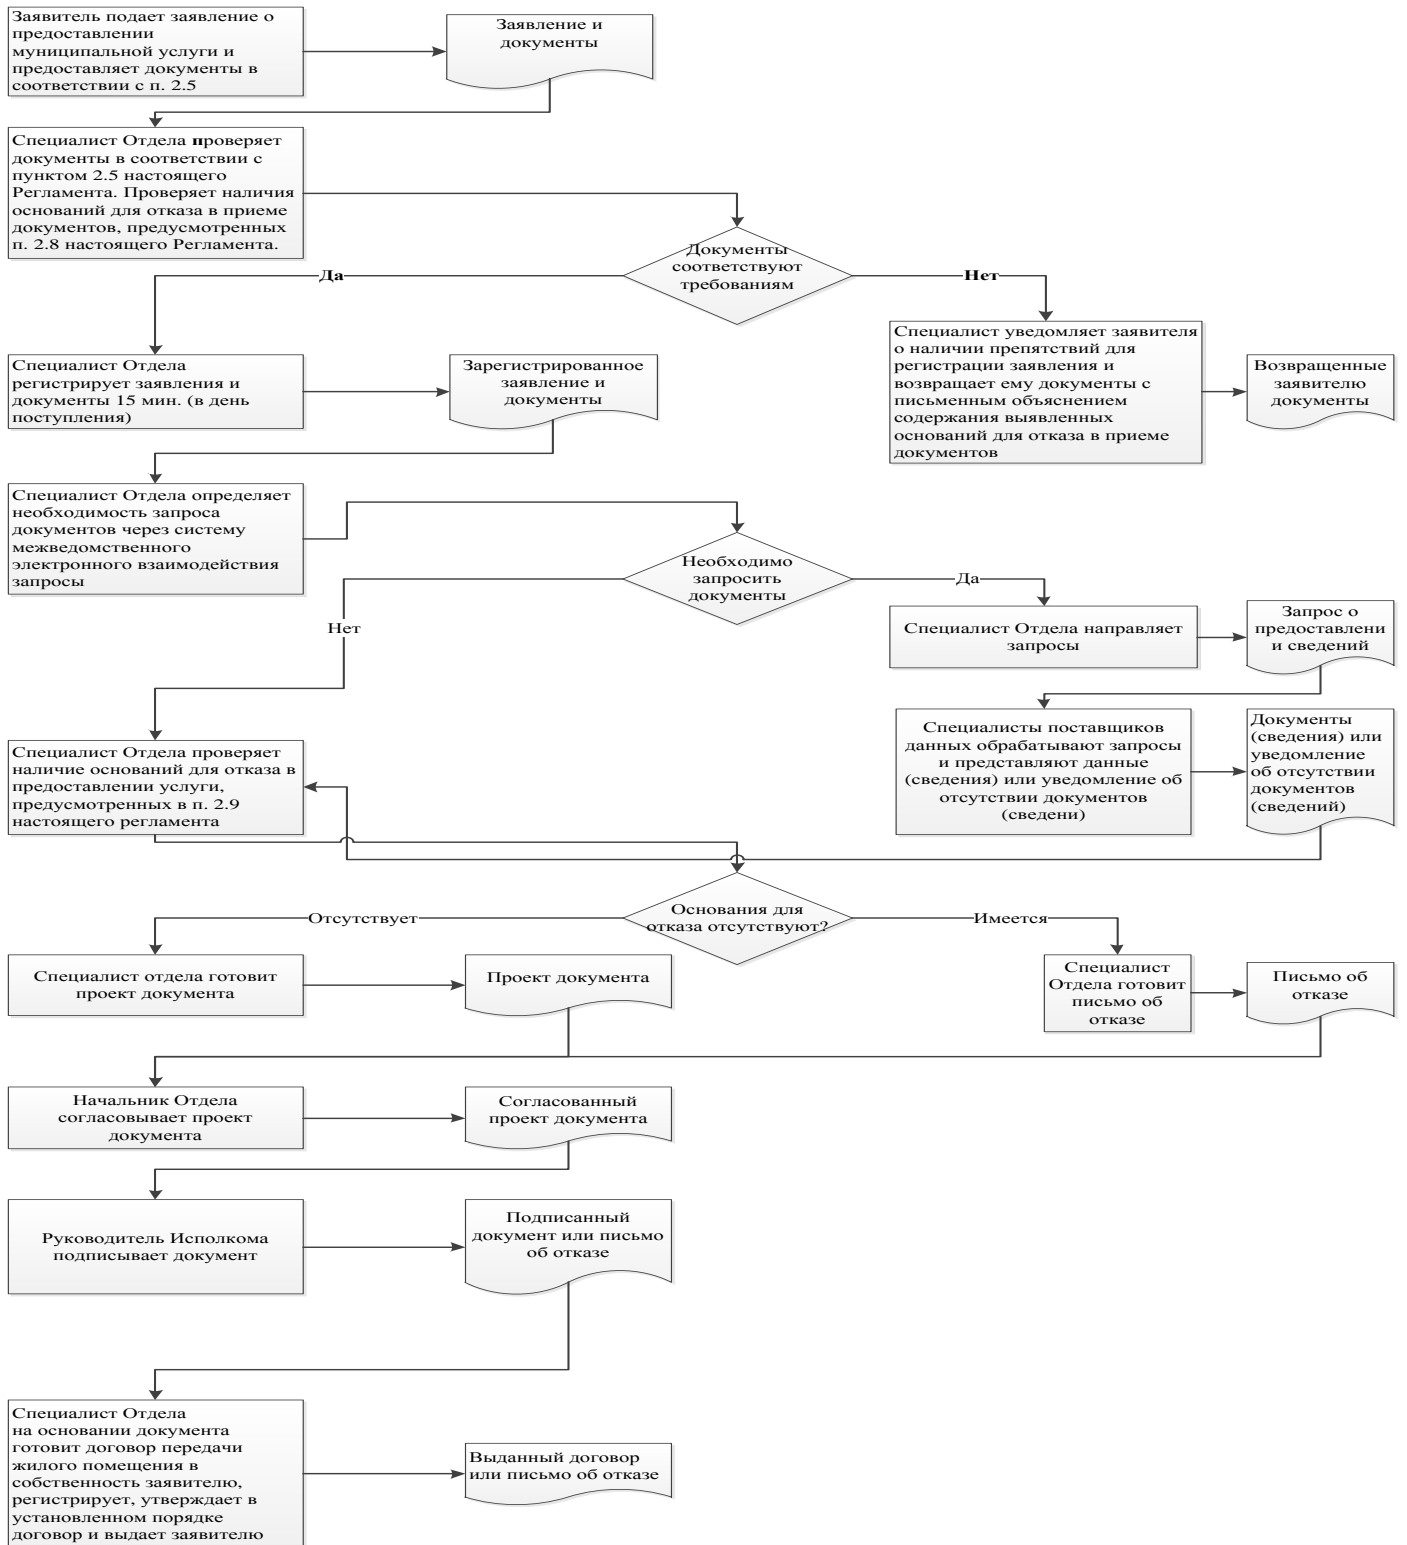 Заявитель подает заявление о
предоставлении
муниципальной услуги и
предоставляет документы в
соответствии с п. 2.5
Заявление и
документы
Специалист Отдела проверяет
документы в соответствии с
пунктом 2.5 настоящего
Регламента. Проверяет наличия
оснований для отказа в приеме
документов, предусмотренных
п. 2.8 настоящего Регламента.
Документы
соответствуют
требованиям
Да
Нет
Специалист Отдела
регистрирует заявления и
документы 15 мин. (в день
поступления)
Зарегистрированное
заявление и
документы
Специалист уведомляет заявителя
о наличии препятствий для
регистрации заявления и
возвращает ему документы с
письменным объяснением
содержания выявленных
оснований для отказа в приеме
документов
Возвращенные
заявителю
документы
Специалист Отдела определяет
необходимость запроса
документов через систему
межведомственного
электронного взаимодействия
запросы
Необходимо
запросить
документы
Да
Нет
Специалист Отдела направляет
запросы
Запрос о
предоставлени
и сведений
Специалист Отдела проверяет
наличие оснований для отказа в
предоставлении услуги,
предусмотренных в п. 2.9
настоящего регламента
Специалисты поставщиков
данных обрабатывают запросы
и представляют данные
(сведения) или уведомление об
отсутствии документов
(сведени)
Документы
(сведения) или
уведомление
об отсутствии
документов
(сведений)
Основания для
отказа отсутствуют?
Отсутствует
Имеется
Специалист отдела готовит
проект документа
Проект документа
Специалист
Отдела готовит
письмо об
отказе
Письмо об
отказе
Начальник Отдела
согласовывает проект
документа
Согласованный
проект документа
Руководитель Исполкома
подписывает документ
Подписанный
документ или письмо
об отказе
Специалист Отдела
на основании документа
готовит договор передачи
жилого помещения в
собственность заявителю,
регистрирует, утверждает в
установленном порядке
договор и выдает заявителю
Выданный договор
или письмо об отказе